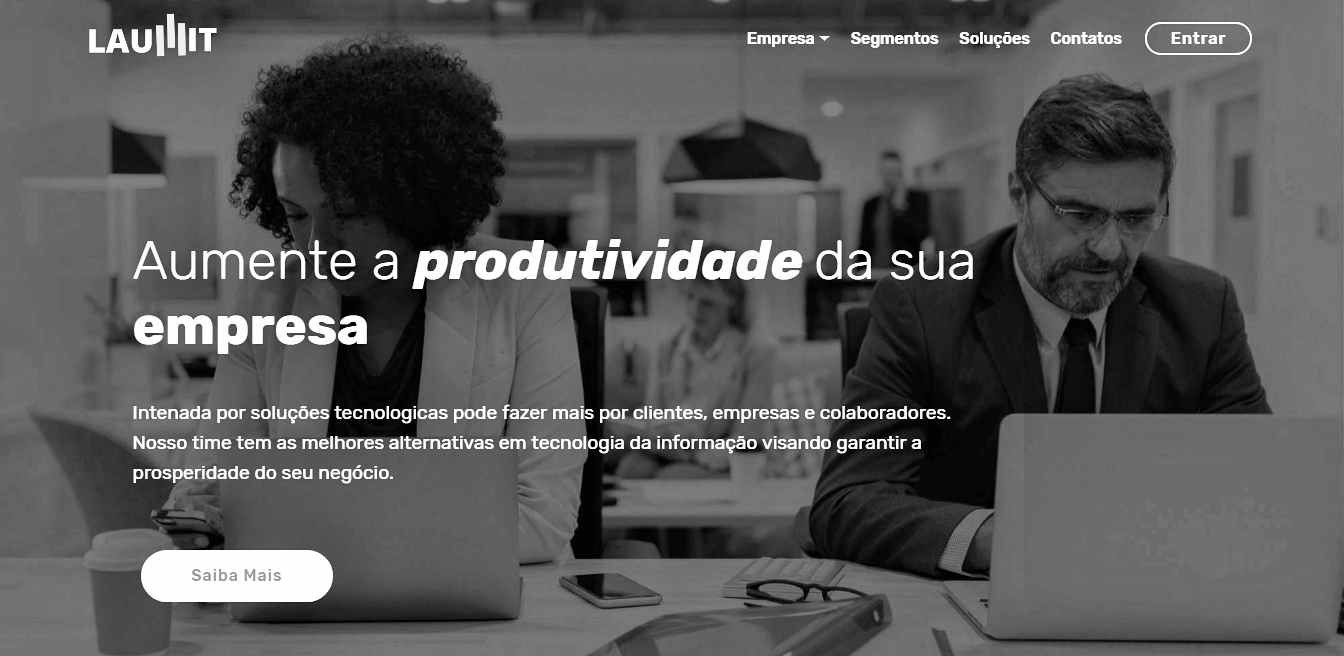 Empresa Segmentos Soluções Contatos Entrar
Aumente a produtividade da sua
empresa
Intenada por soluções tecnologicas pode fazer mais por clientes, empresas e colaboradores.
Nosso time tem as melhores alternativas em tecnologia da informação visando garantir a
prosperidade do seu negócio.
Saiba Mais